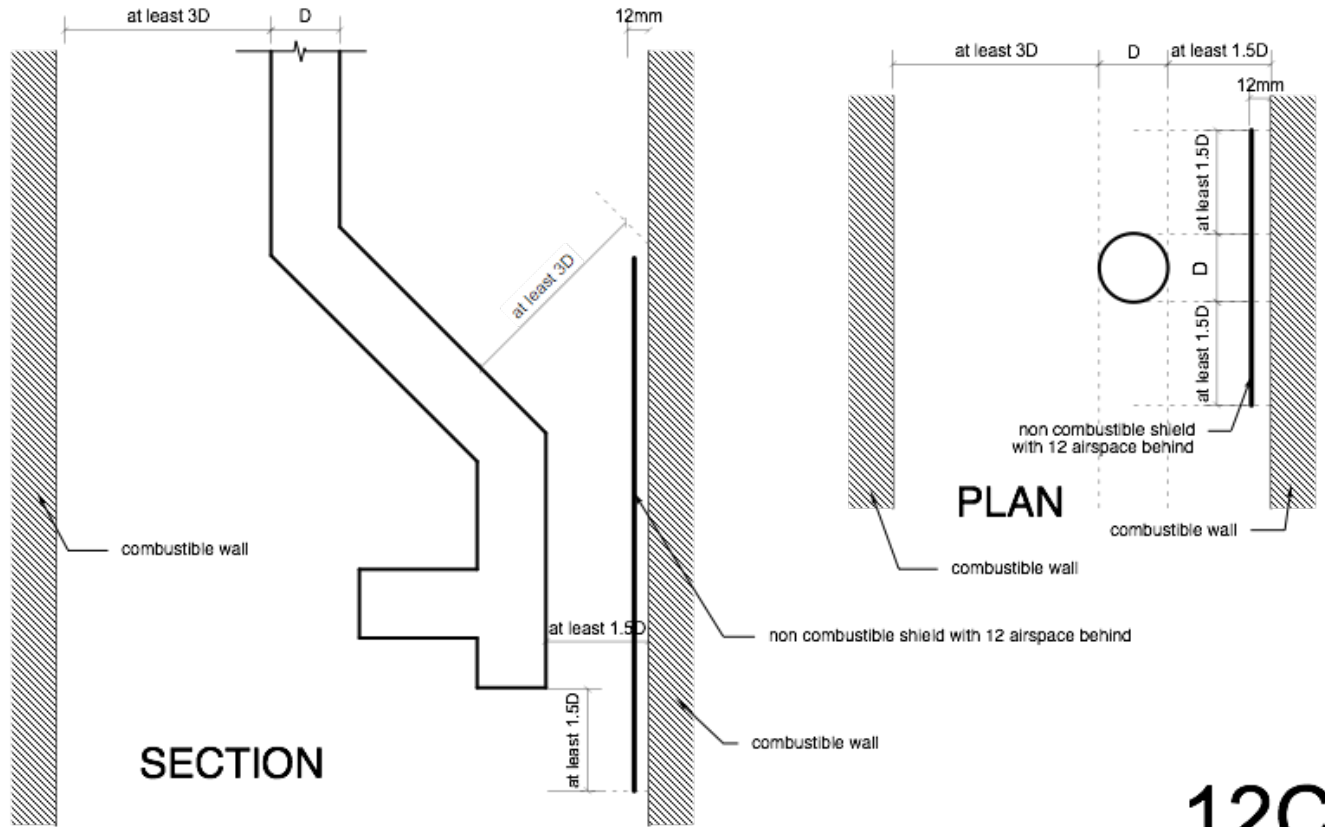 at least 3D
D
12mm
at least 3D
at least 1.5D
at least 1.5D
combustible wall
non combustible shield with 12 airspace behind
combustible wall
SECTION
at least 3D
D
at least 1.5D
12mm
at least 1.5D
D
at least 1.5D
non combustible shield
with 12 airspace behind
PLAN
combustible wall
combustible wall
12C